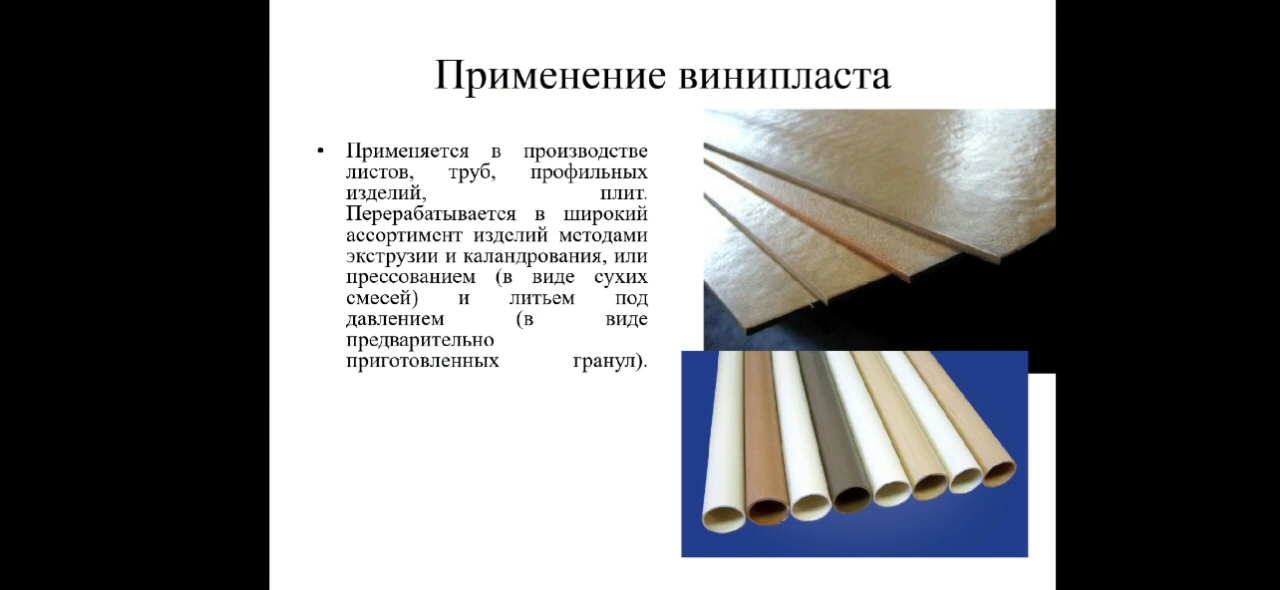 Применение винипласта
• Применяется в производстве
листов, труб, профильных
изделий, плит.
Перерабатывается в широкий
ассортимент изделий методами
экструзии и каландрования, или
прессованием (в виде сухих
смесей) и литьем под
давлением (в виде
предварительно
приготовленных гранул).